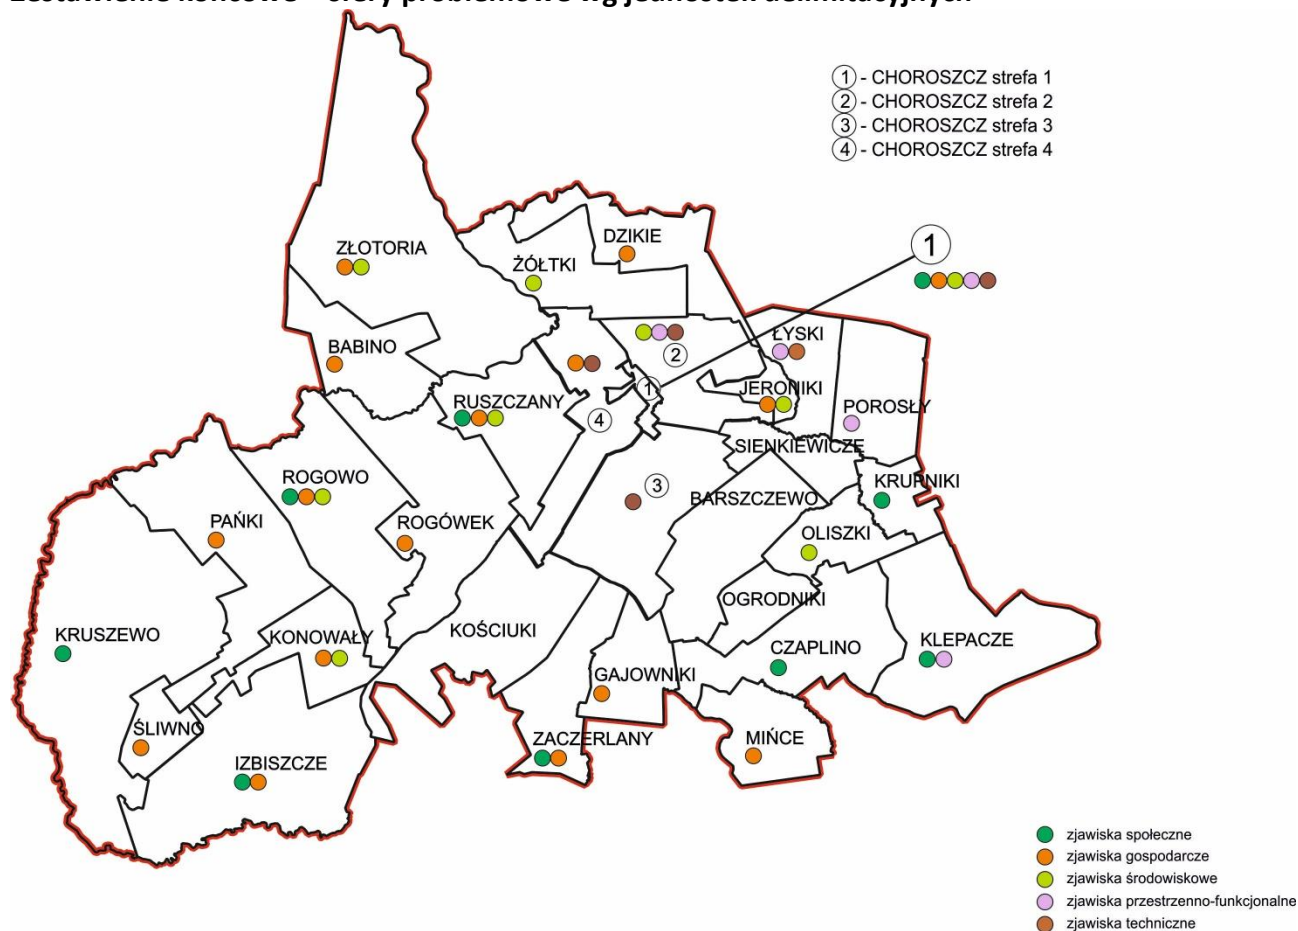 Zestawienie końcowe – sfery problemowe wg jednostek delimitacyjnych
1 - CHOROSZCZ strefa 1
2 - CHOROSZCZ strefa 2
3 - CHOROSZCZ strefa 3
4 - CHOROSZCZ strefa 4
DZIKIE
1
ZŁOTORIA
ŻÓŁTKI
ŁYSKI
BABINO
2
1
JERONIKI
RUSZCZANY
POROSŁY
4
SIENKIEWICZE
ROGOWO
KRUPNIKI
3
BARSZCZEWO
PAŃKI
ROGÓWEK
OLISZKI
OGRODNIKI
KRUSZEWO
KONOWAŁY
KOŚCIUKI
CZAPLINO
KLEPACZE
GAJOWNIKI
ŚLIWNO
ZACZERLANY
MIŃCE
IZBISZCZE
zjawiska społeczne
zjawiska gospodarcze
zjawiska środowiskowe
zjawiska przestrzenno-funkcjonalne
zjawiska techniczne